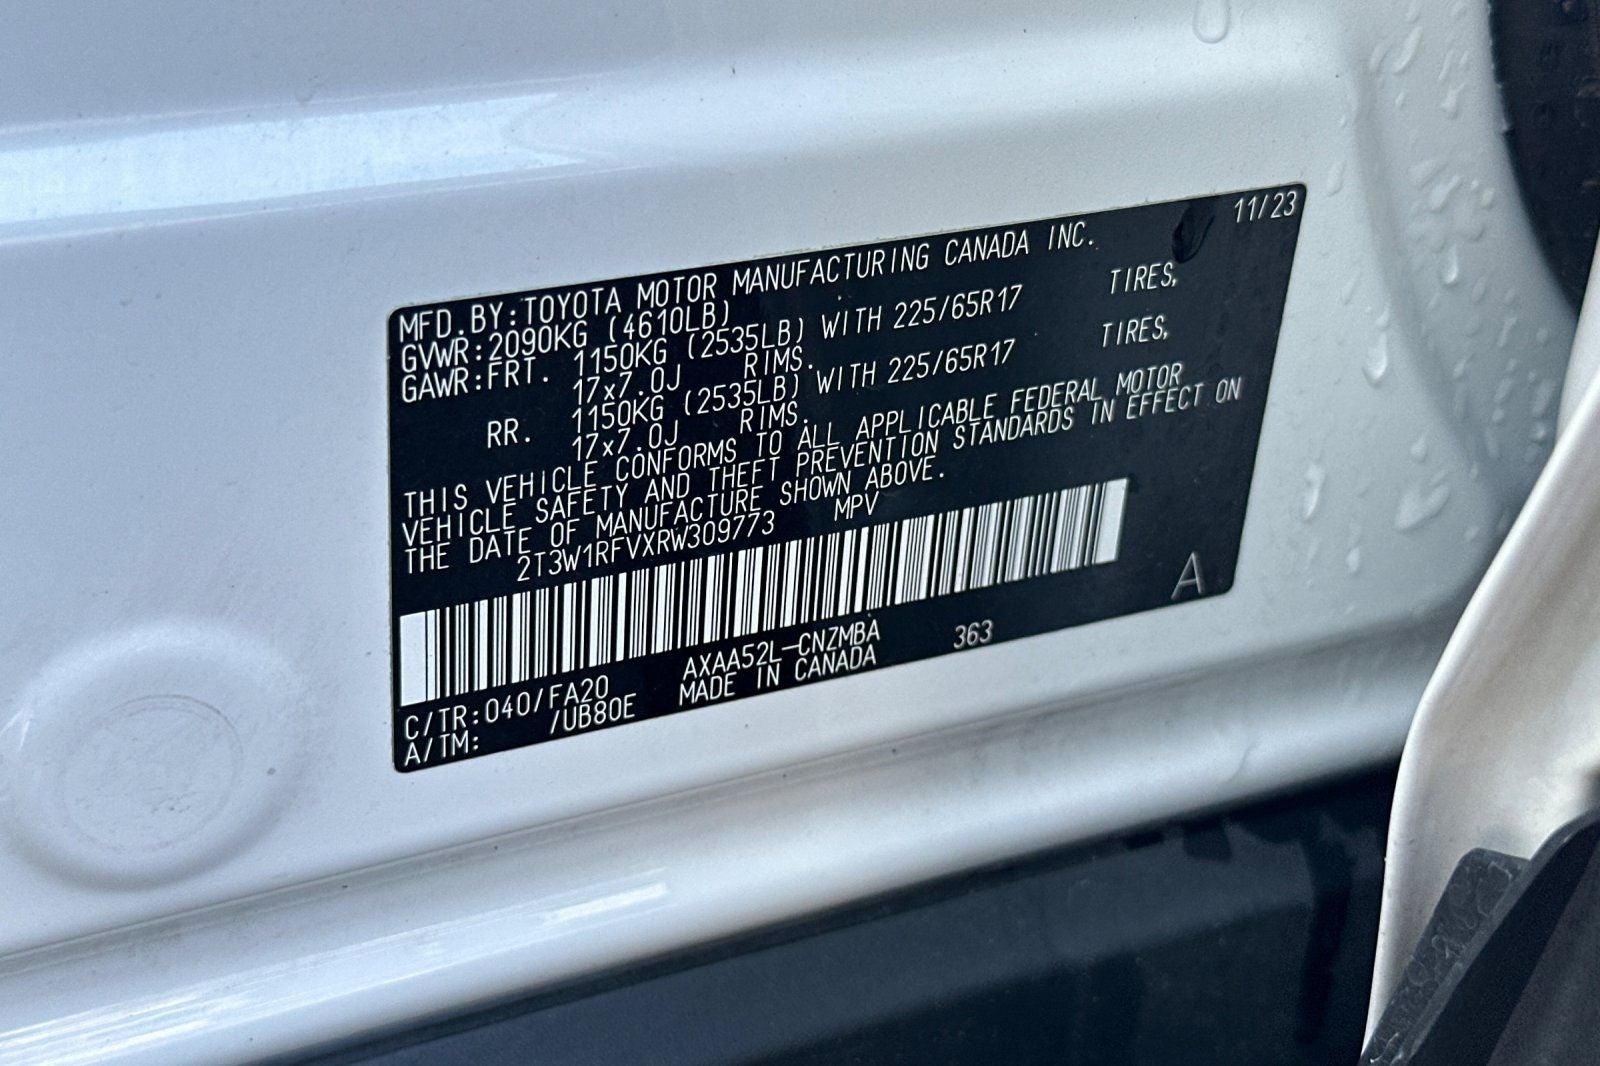 11/23
MFD.BY:TOYOTA MOTOR MANUFACTURING CANADA INC.
GVWR:2090KG (4610LB)
GAWR:FRT. 1150KG (2535LB) WITH 225/65R17 TIRES,
17x7.0J RIMS.
RR. 1150KG (2535LB) WITH 225/65R17 TIRES,
17x7.0J RIMS.
THIS VEHICLE CONFORMS TO ALL APPLICABLE FEDERAL MOTOR
VEHICLE SAFETY AND THEFT PREVENTION STANDARDS IN EFFECT ON
THE DATE OF MANUFACTURE SHOWN ABOVE.
2T3W1RFVXRW309773 MPV
A
C/TR:040/FA20 AXAA52L-CNZMBA 363
A/TM: /UB80E MADE IN CANADA